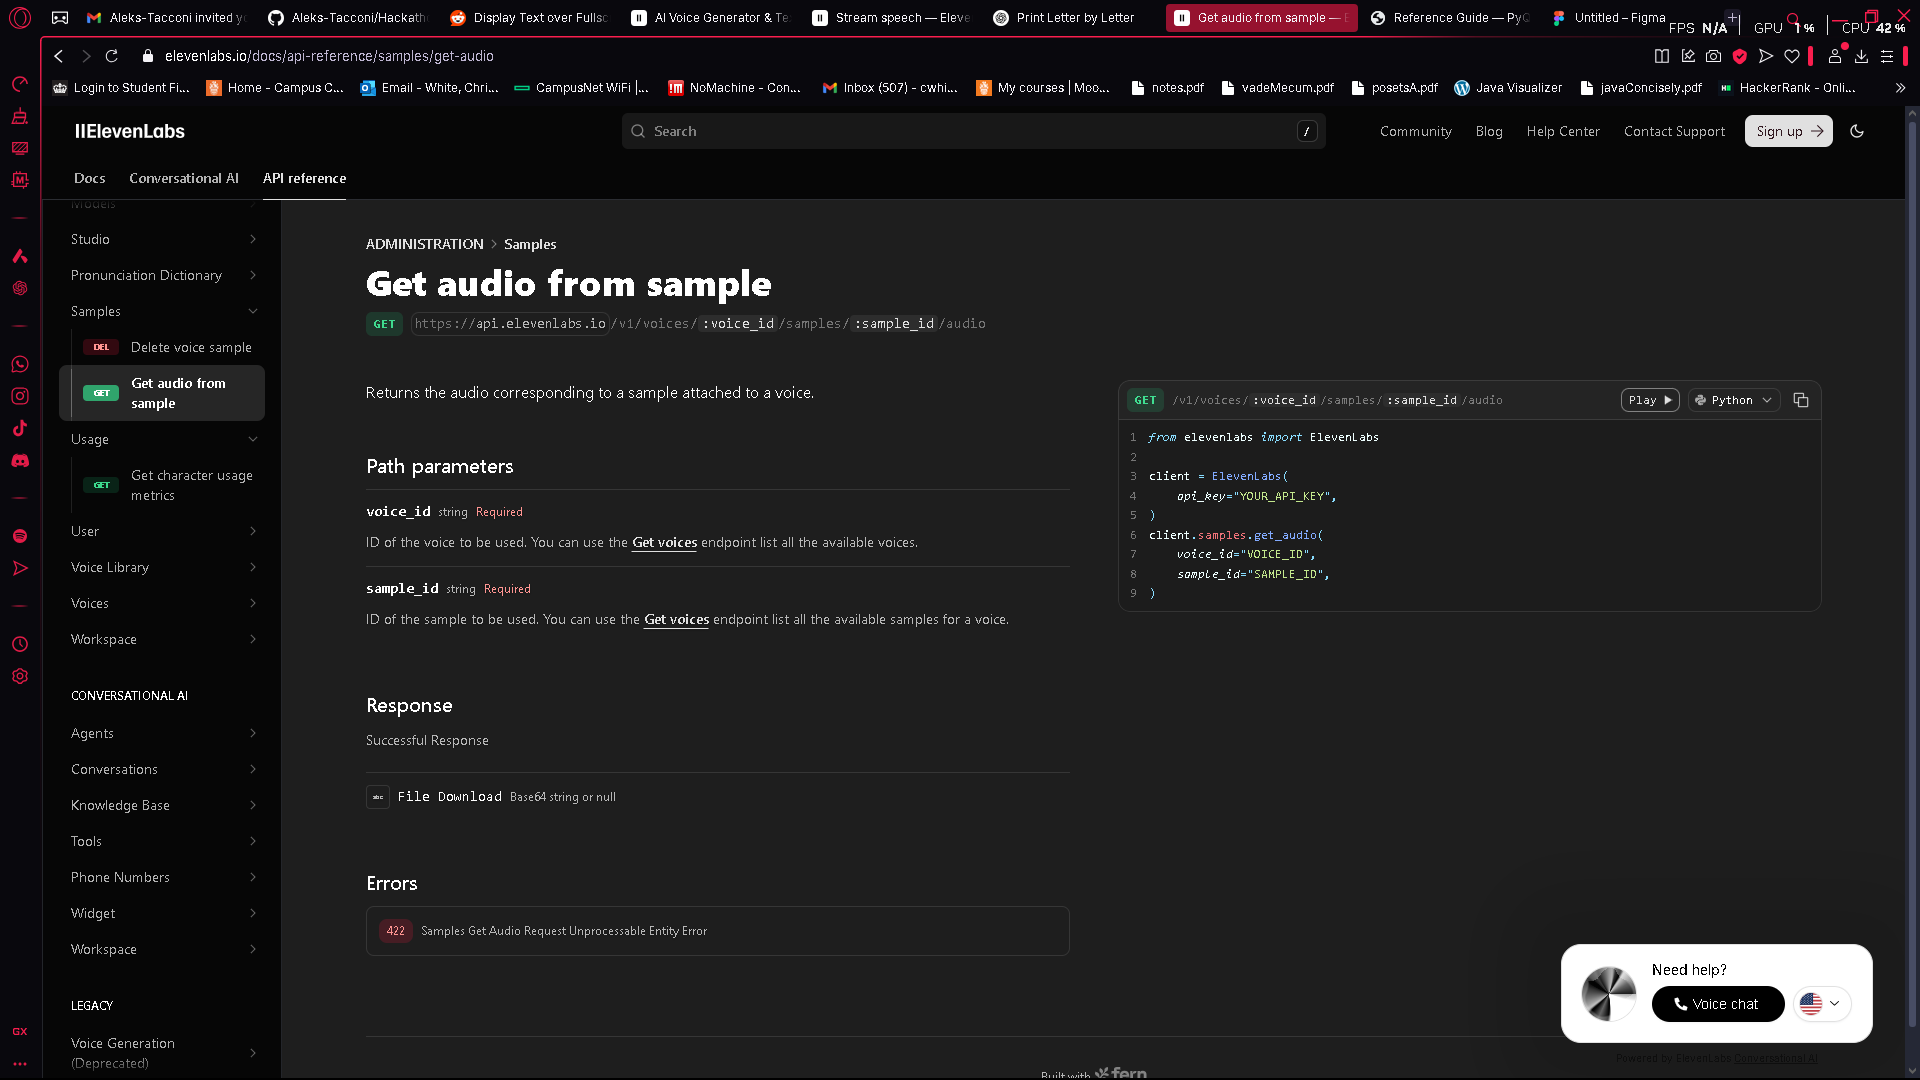 Aleks-Tacconi invited y
Aleks-Tacconi/Hackath
Display Text over Fullsc
AI Voice Generator & Te
Stream speech — Eleve
Print Letter by Letter
Get audio from sample — E
Reference Guide — PyQ
Untitled – Figma
FPS N/A
GPU 1 %
CPU 42 %
elevenlabs.io/docs/api-reference/samples/get-audio
Login to Student Fi...
Home - Campus C...
Email - White, Chri...
CampusNet WiFi |...
NoMachine - Con...
Inbox (507) - cwhi...
My courses | Moo...
notes.pdf
vadeMecum.pdf
posetsA.pdf
Java Visualizer
javaConcisely.pdf
HackerRank - Onli...
IIElevenLabs
Search
/
Community
Blog
Help Center
Contact Support
Sign up
Docs
Conversational AI
API reference
Models
Studio
Pronunciation Dictionary
Samples
DEL Delete voice sample
GET Get audio from
sample
Usage
GET Get character usage
metrics
User
Voice Library
Voices
Workspace
CONVERSATIONAL AI
Agents
Conversations
Knowledge Base
Tools
Phone Numbers
Widget
Workspace
LEGACY
Voice Generation
(Deprecated)
GX
ADMINISTRATION > Samples
Get audio from sample
GET https://api.elevenlabs.io/v1/voices/:voice_id/samples/:sample_id/audio
Returns the audio corresponding to a sample attached to a voice.
Path parameters
voice_id string Required
ID of the voice to be used. You can use the Get voices endpoint list all the available voices.
sample_id string Required
ID of the sample to be used. You can use the Get voices endpoint list all the available samples for a voice.
Response
Successful Response
abc File Download Base64 string or null
Errors
422 Samples Get Audio Request Unprocessable Entity Error
GET /v1/voices/:voice_id/samples/:sample_id/audio
Play
Python
1 from elevenlabs import ElevenLabs
2
3 client = ElevenLabs(
4 api_key="YOUR_API_KEY",
5 )
6 client.samples.get_audio(
7 voice_id="VOICE_ID",
8 sample_id="SAMPLE_ID",
9 )
Need help?
Voice chat
Powered by ElevenLabs Conversational AI
Built with fern